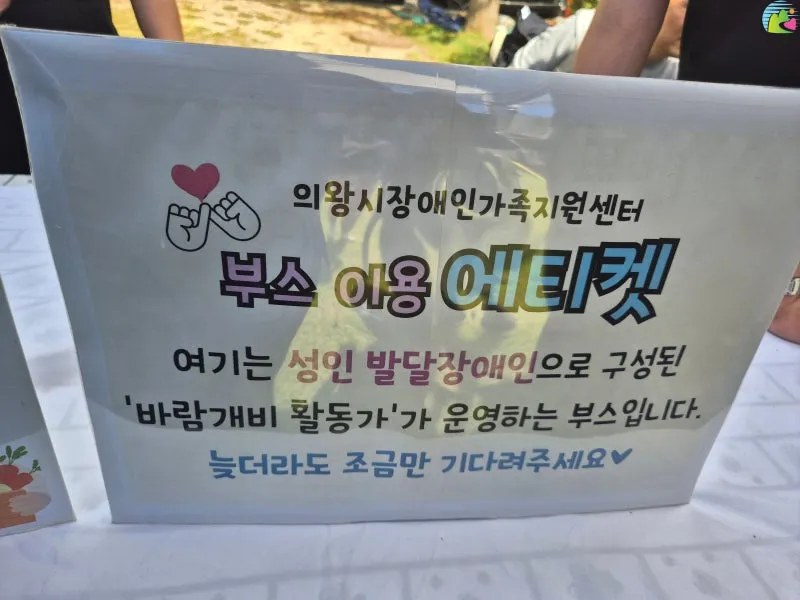 의왕시장애인가족지원센터
부스 이용 에티켓
여기는 성인 발달장애인으로 구성된
'바람개비 활동가'가 운영하는 부스입니다.
늦더라도 조금만 기다려주세요♥